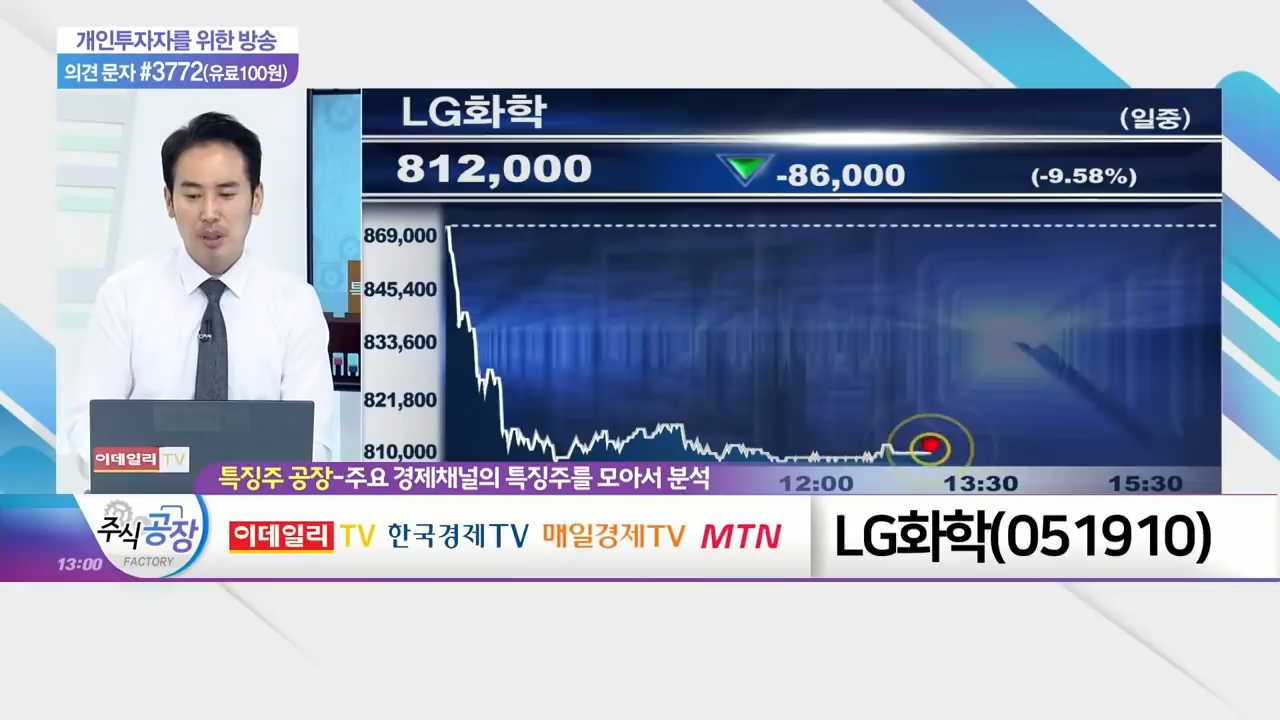 개인투자자를 위한 방송
의견 문자 #3772(유료100원)
LG화학
(일중)
812,000
-86,000
(-9.58%)
869,000
845,400
833,600
821,800
810,000
특
12:00
13:30
15:30
이데일리 TV
특징주 공장-주요 경제채널의 특징주를 모아서 분석
주식공장
FACTORY
13:00
이데일리 TV 한국경제TV 매일경제TV MTN
LG화학(051910)